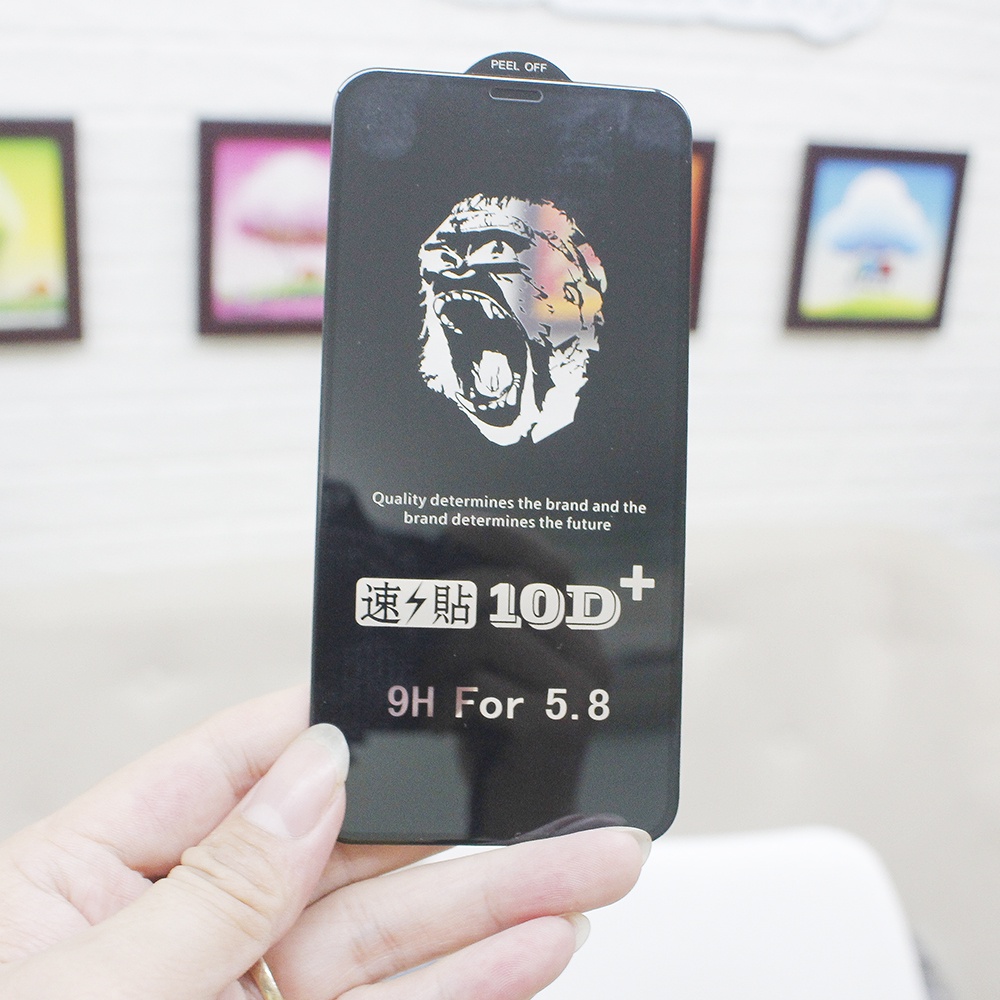 PEEL OFF
Quality determines the brand and the
brand determines the future
速貼 10D+
9H For 5.8